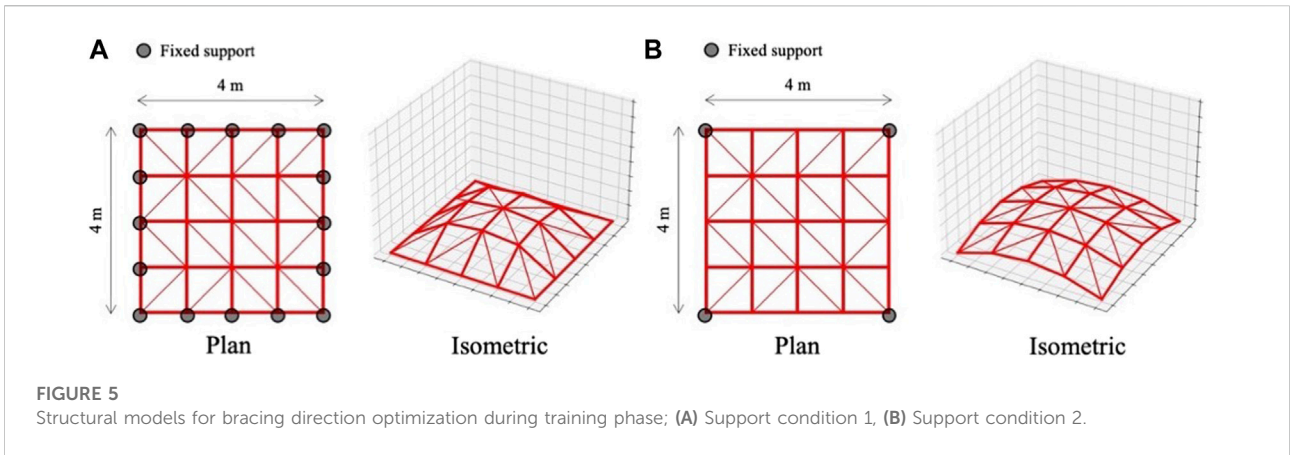 A
Fixed support
4 m
4 m
Plan
Isometric
B
Fixed support
4 m
4 m
Plan
Isometric
FIGURE 5
Structural models for bracing direction optimization during training phase; (A) Support condition 1, (B) Support condition 2.